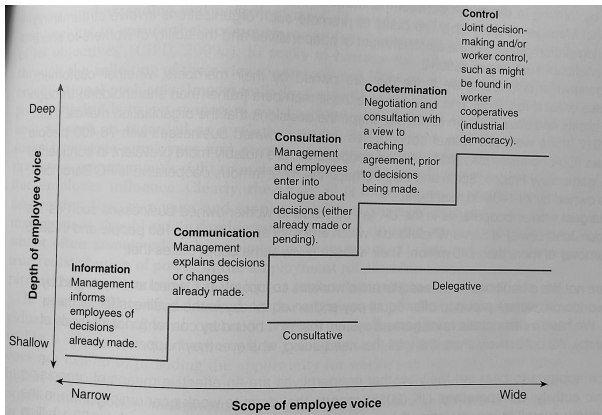 Control
Joint decision-
making and/or
worker control,
such as might
be found in
worker
cooperatives
(industrial
democracy).
Codetermination
Negotiation and
consultation with
a view to
reaching
agreement, prior
to decisions
being made.
Consultation
Management
and employees
enter into
dialogue about
decisions (either
already made or
pending).
Communication
Management
explains decisions
or changes
already made.
Information
Management
informs
employees of
decisions
already made.
Deep
Depth of employee voice
Shallow
Delegative
Consultative
Narrow
Wide
Scope of employee voice